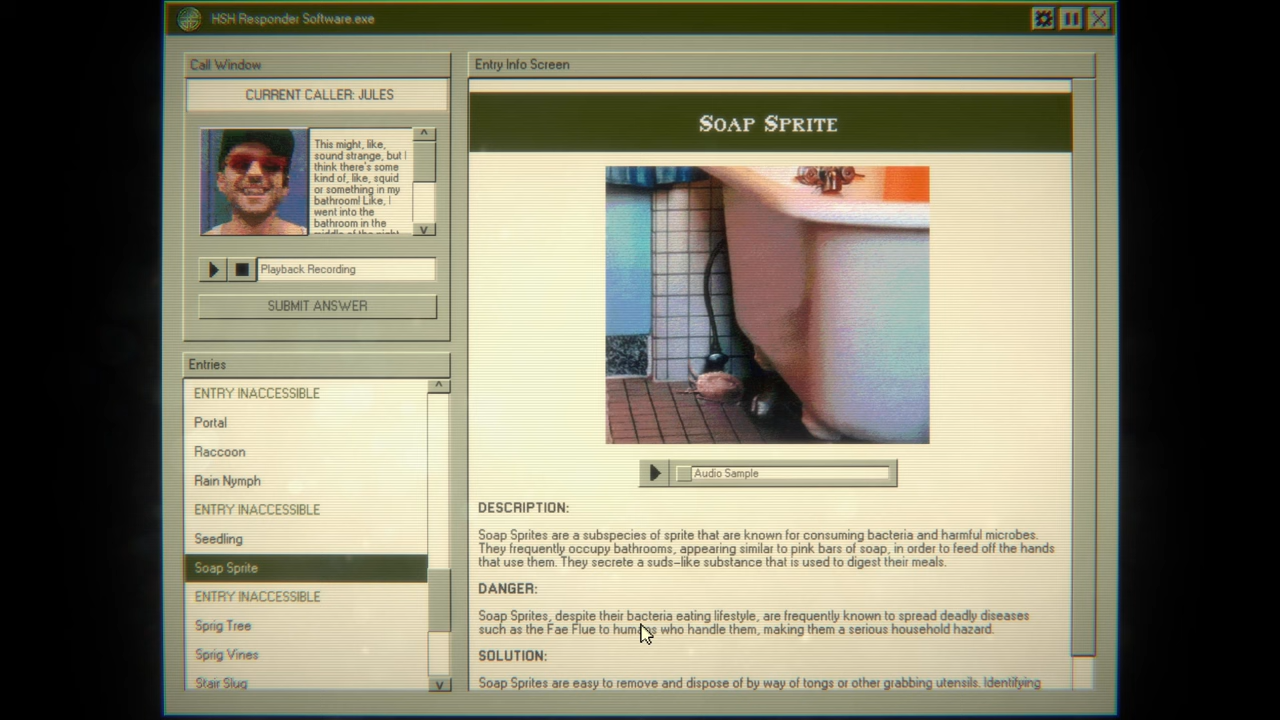 HSH Responder Software.exe
Call Window
CURRENT CALLER: JULES
This might, like,
sound strange, but I
think there's some
kind of, like, squid
or something in my
bathroom! Like, I
went into the
bathroom in the
middle of the night
Playback Recording
SUBMIT ANSWER
Entries
ENTRY INACCESSIBLE
Portal
Raccoon
Rain Nymph
ENTRY INACCESSIBLE
Seedling
Soap Sprite
ENTRY INACCESSIBLE
Sprig Tree
Sprig Vines
Stair Slug
Entry Info Screen
Soap Sprite
Audio Sample
DESCRIPTION:
Soap Sprites are a subspecies of sprite that are known for consuming bacteria and harmful microbes.
They frequently occupy bathrooms, appearing similar to pink bars of soap, in order to feed off the hands
that use them. They secrete a suds-like substance that is used to digest their meals.
DANGER:
Soap Sprites, despite their bacteria eating lifestyle, are frequently known to spread deadly diseases
such as the Fae Flue to humans who handle them, making them a serious household hazard.
SOLUTION:
Soap Sprites are easy to remove and dispose of by way of tongs or other grabbing utensils. Identifying